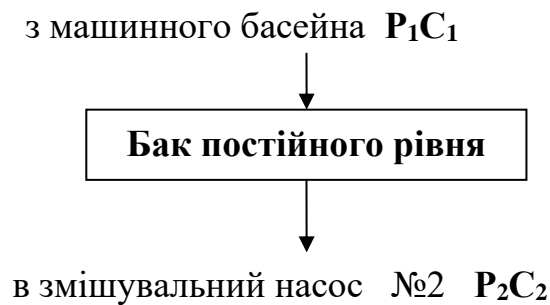 з машинного басейна P₁C₁
Бак постійного рівня
в змішувальний насос №2 P₂C₂